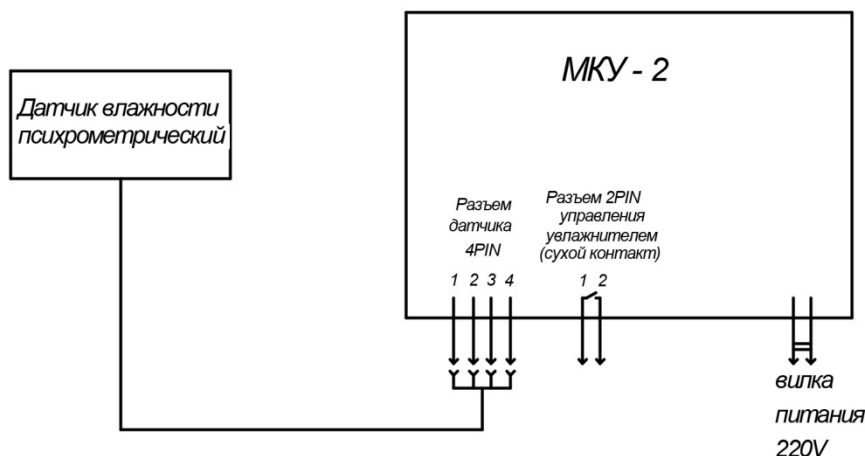 МКУ - 2
Датчик влажности
психрометрический
Разъем
датчика
4PIN
1 2 3 4
Разъем 2PIN
управления
увлажнителем
(сухой контакт)
1 2
вилка
питания
220V